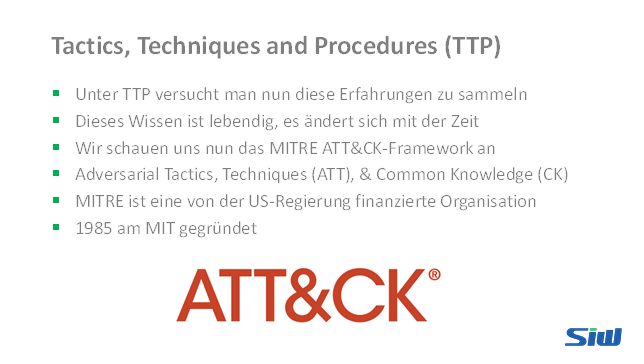 Tactics, Techniques and Procedures (TTP)
Unter TTP versucht man nun diese Erfahrungen zu sammeln
Dieses Wissen ist lebendig, es ändert sich mit der Zeit
Wir schauen uns nun das MITRE ATT&CK-Framework an
Adversarial Tactics, Techniques (ATT), & Common Knowledge (CK)
MITRE ist eine von der US-Regierung finanzierte Organisation
1985 am MIT gegründet
ATT&CK®
SIW